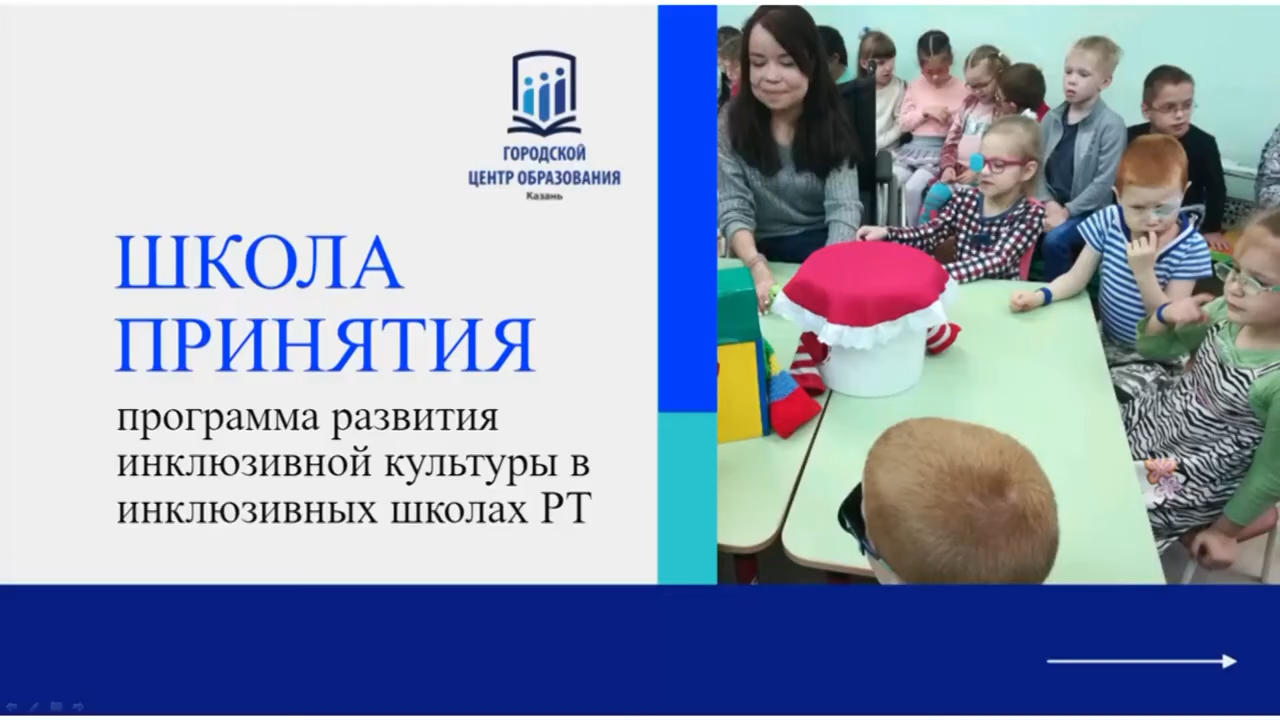 ГОРОДСКОЙ
ЦЕНТР ОБРАЗОВАНИЯ
Казань
ШКОЛА
ПРИНЯТИЯ
программа развития
инклюзивной культуры в
инклюзивных школах РТ